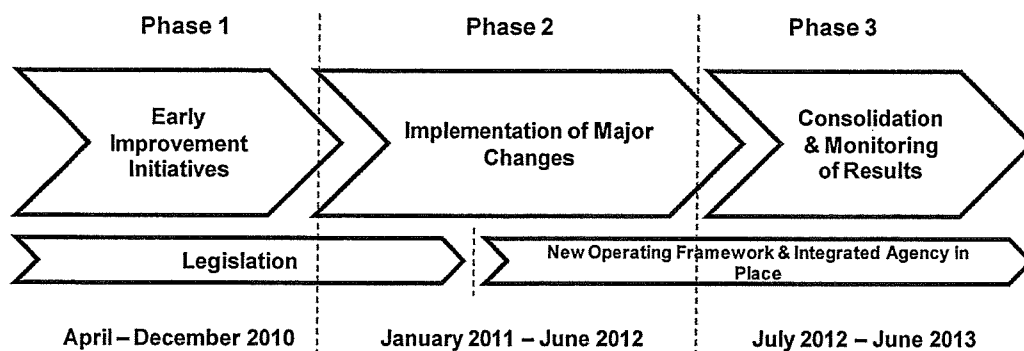 Phase 1
Phase 2
Phase 3
Early
Improvement
Initiatives
Implementation of Major
Changes
Consolidation
& Monitoring
of Results
Legislation
New Operating Framework & Integrated Agency in
Place
April – December 2010
January 2011 – June 2012
July 2012 – June 2013